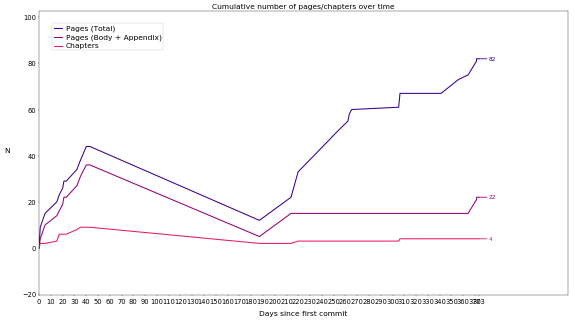 Cumulative number of pages/chapters over time
100
Pages (Total)
Pages (Body + Appendix)
Chapters
80
82
60
N
40
20
22
0
4
−20
0 10 20 30 40 50 60 70 80 90 100 110 120 130 140 150 160 170 180 190 200 210 220 230 240 250 260 270 280 290 300 310 320 330 340 350 360 370 373
Days since first commit